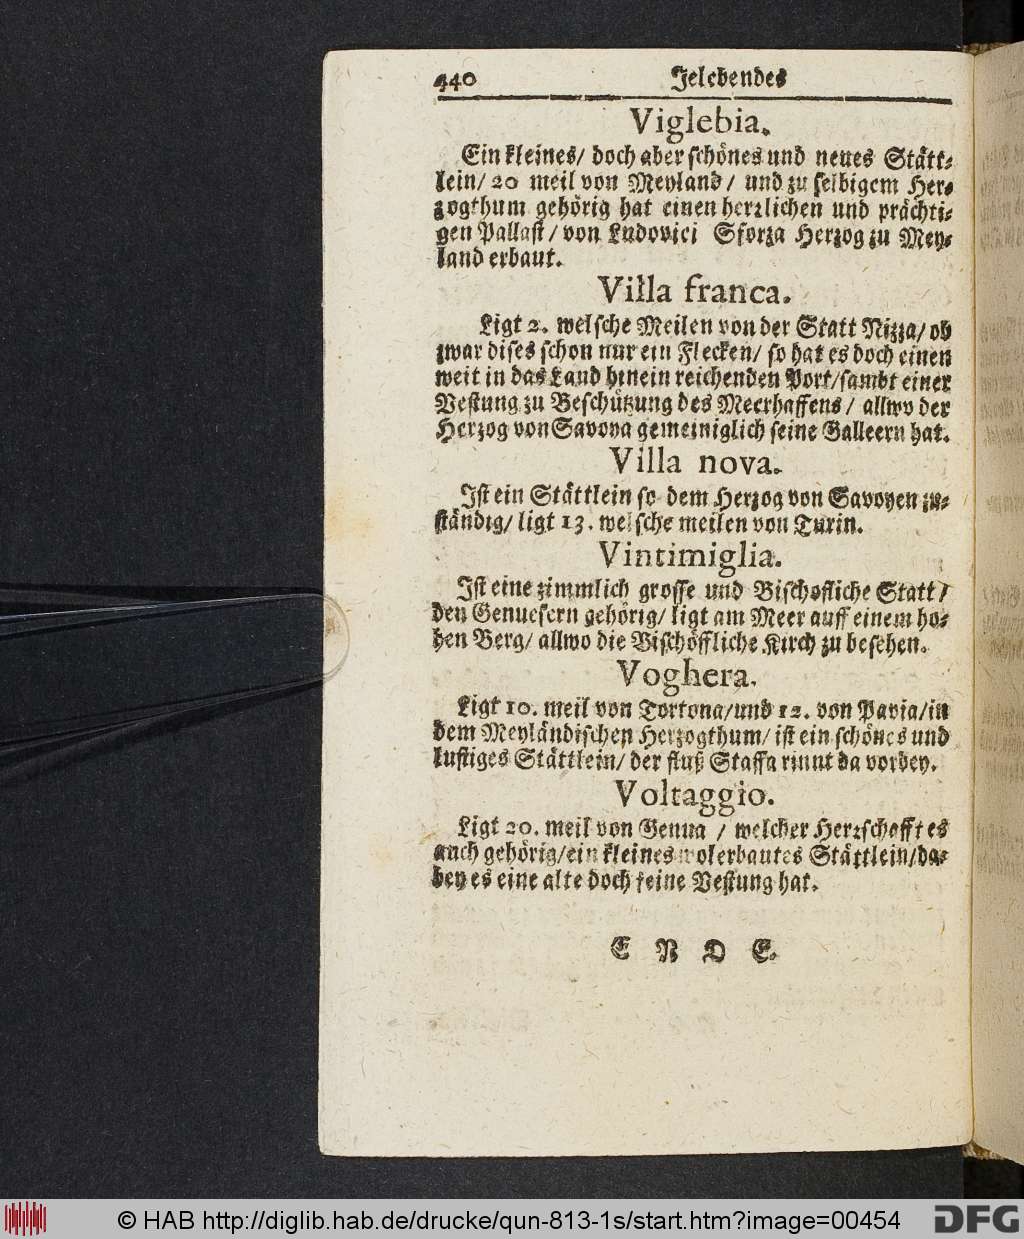 440 Jelebendes
Viglebia.
Ein kleines/ doch aber schönes und neues Stätt-
lein/ 20 meil von Meyland/ und zu selbigem Her-
zogthum gehörig hat einen herzlichen und prächti-
gen Pallast/ von Ludovici Sforza Herzog zu Mey-
land erbaut.
Villa franca.
Ligt 2. welsche Meilen von der Statt Nizza/ ob
zwar dises schon nur ein Flecken/ so hat es doch einen
weit in das Land hinein reichenden Port/ sambt einer
Vestung zu Beschützung des Meerhaffens/ allwo der
Herzog von Savoya gemeiniglich seine Galleern hat.
Villa nova.
Ist ein Stättlein so dem Herzog von Savoyen zu-
ständig/ ligt 13. welsche meilen von Turin.
Vintimiglia.
Ist eine zimmlich grosse und Bischofliche Statt/
den Genuesern gehörig/ ligt am Meer auff einem ho-
hen Berg/ allwo die Bischöffliche Kirch zu besehen.
Voghera.
Ligt 10. meil von Tortona/ und 12. von Pavia/ in
dem Meyländischen Herzogthum/ ist ein schönes und
lustiges Stättlein/ der fluß Staffa rinnt da vorbey.
Voltaggio.
Ligt 20. meil von Genua / welcher Herzschafft es
auch gehörig/ ein kleines wolerbautes Stättlein/ da-
bey es eine alte doch feine Vestung hat.
E N D E.
© HAB http://diglib.hab.de/drucke/qun-813-1s/start.htm?image=00454
DFG